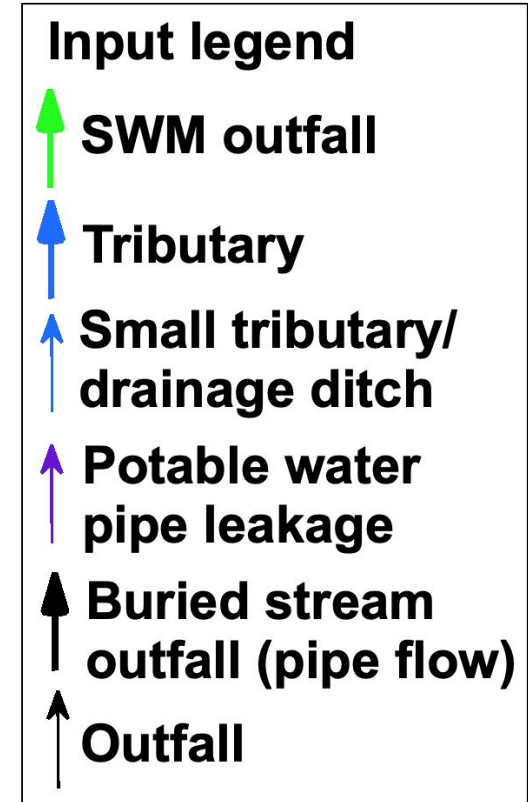 Input legend
SWM outfall
Tributary
Small tributary/
drainage ditch
Potable water
pipe leakage
Buried stream
outfall (pipe flow)
Outfall